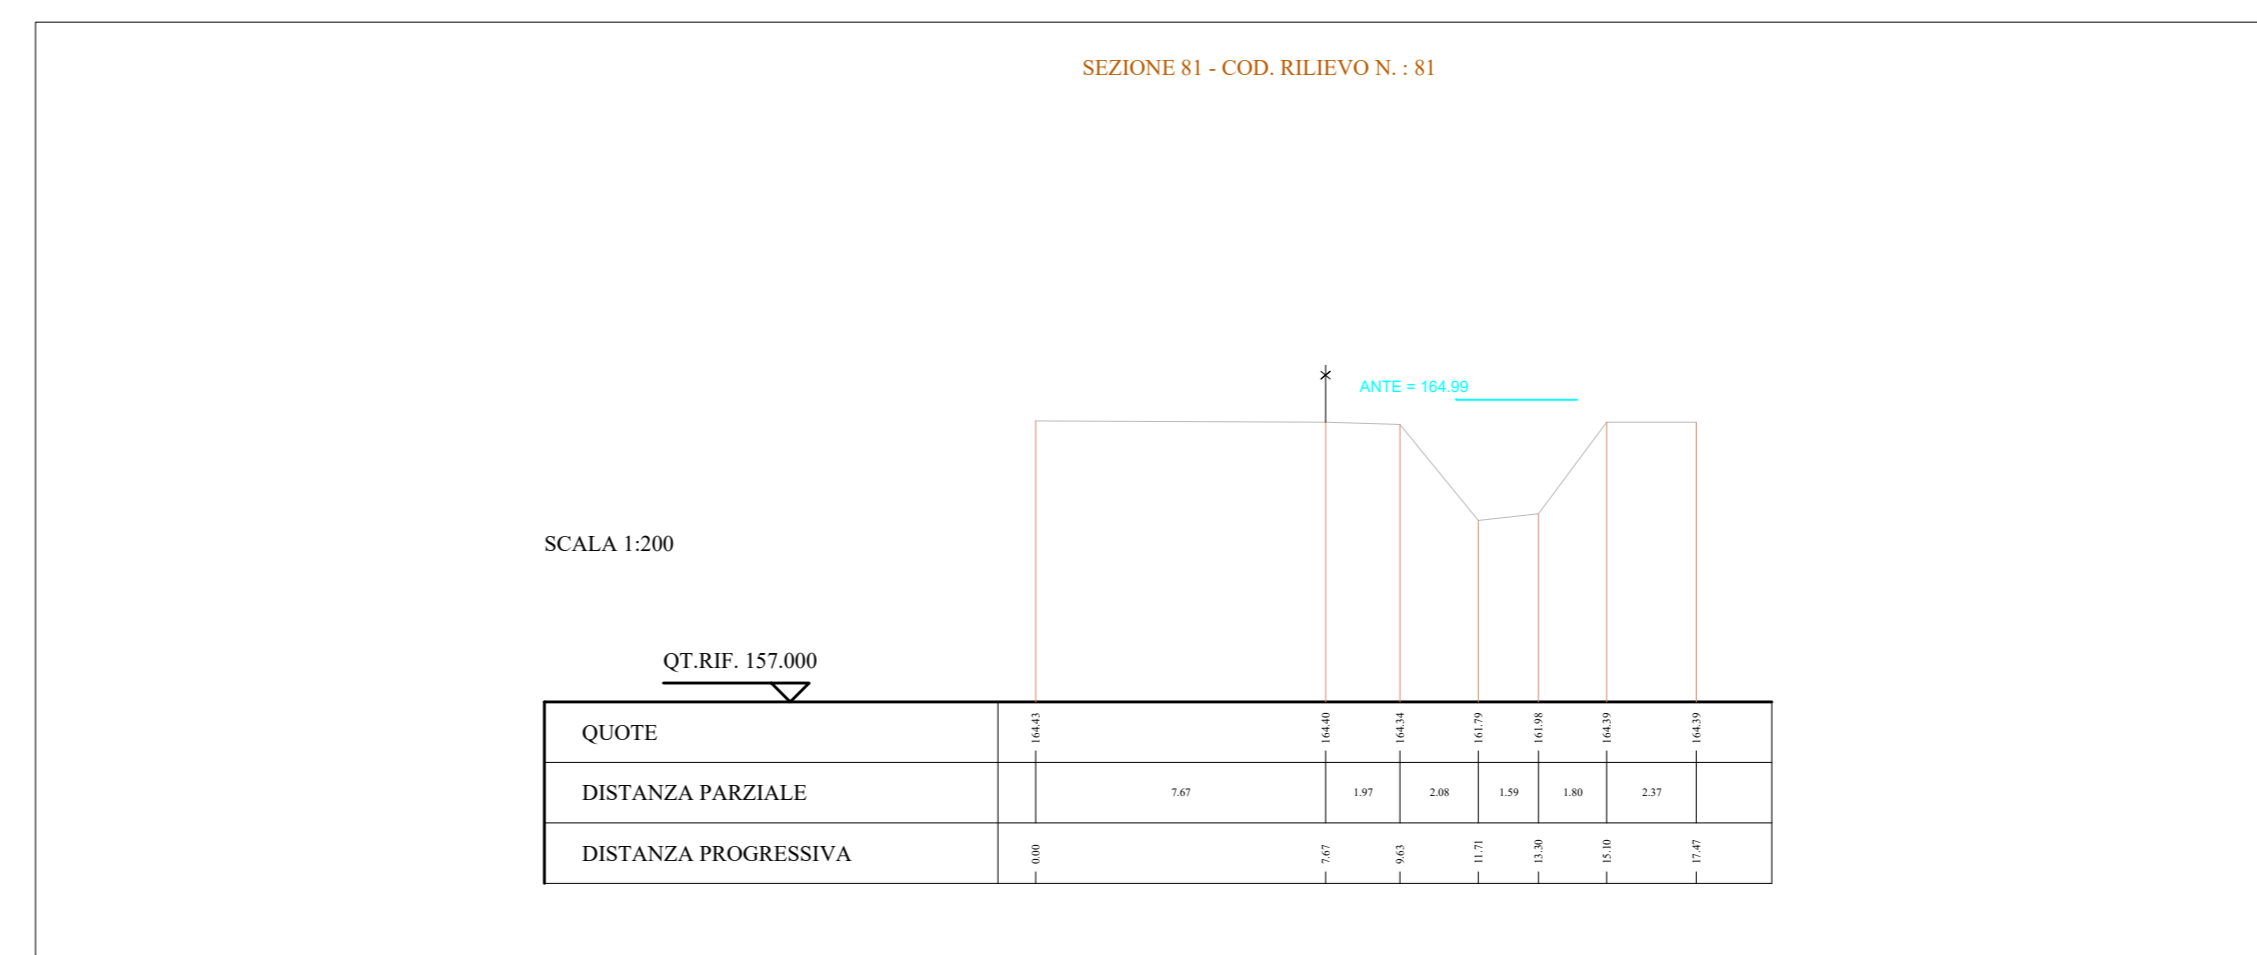 SEZIONE 81 - COD. RILIEVO N. : 81
ANTE = 164.99
SCALA 1:200
QT.RIF. 157.000
QUOTE 164.43 164.40 164.34 161.79 161.98 164.39 164.39
DISTANZA PARZIALE 7.67 1.97 2.08 1.59 1.80 2.37
DISTANZA PROGRESSIVA 0.00 7.67 9.63 11.71 13.30 15.10 17.47